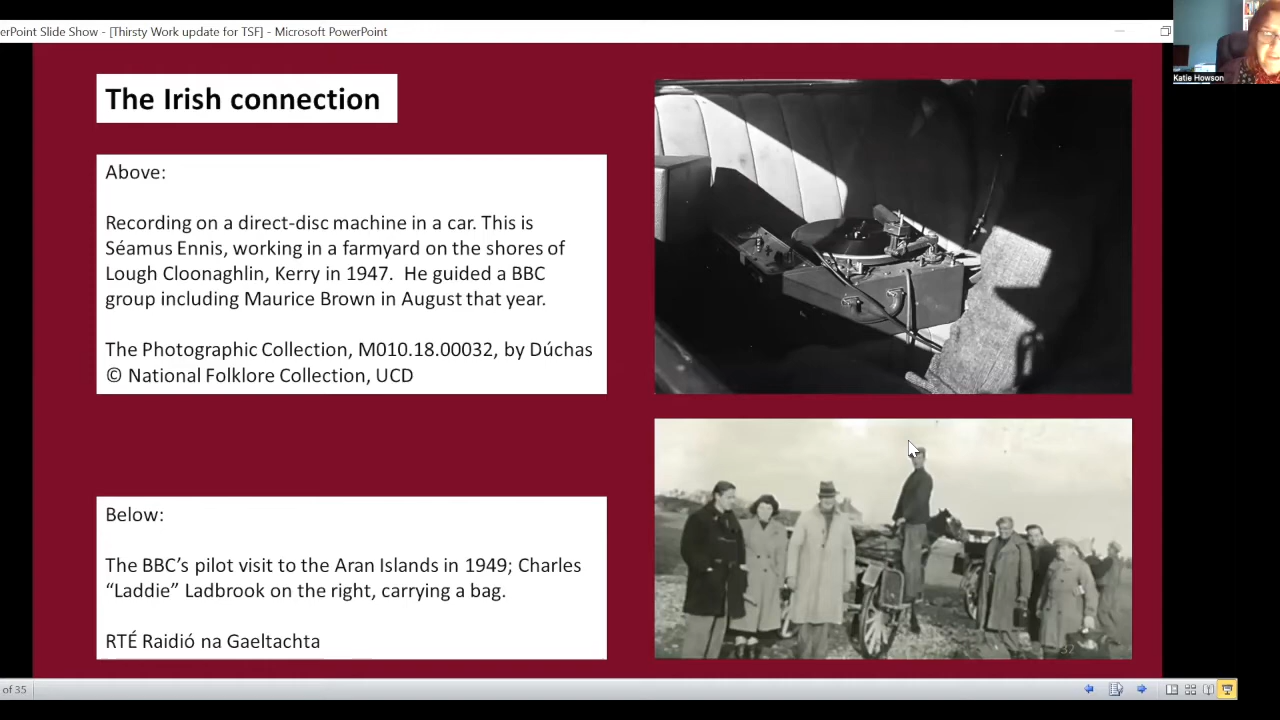 erPoint Slide Show - [Thirsty Work update for TSF] - Microsoft PowerPoint
Katie Howson
The Irish connection
Above:
Recording on a direct-disc machine in a car. This is
Séamus Ennis, working in a farmyard on the shores of
Lough Cloonaghlin, Kerry in 1947.  He guided a BBC
group including Maurice Brown in August that year.
The Photographic Collection, M010.18.00032, by Dúchas
© National Folklore Collection, UCD
Below:
The BBC’s pilot visit to the Aran Islands in 1949; Charles
“Laddie” Ladbrook on the right, carrying a bag.
RTÉ Raidió na Gaeltachta
32
of 35